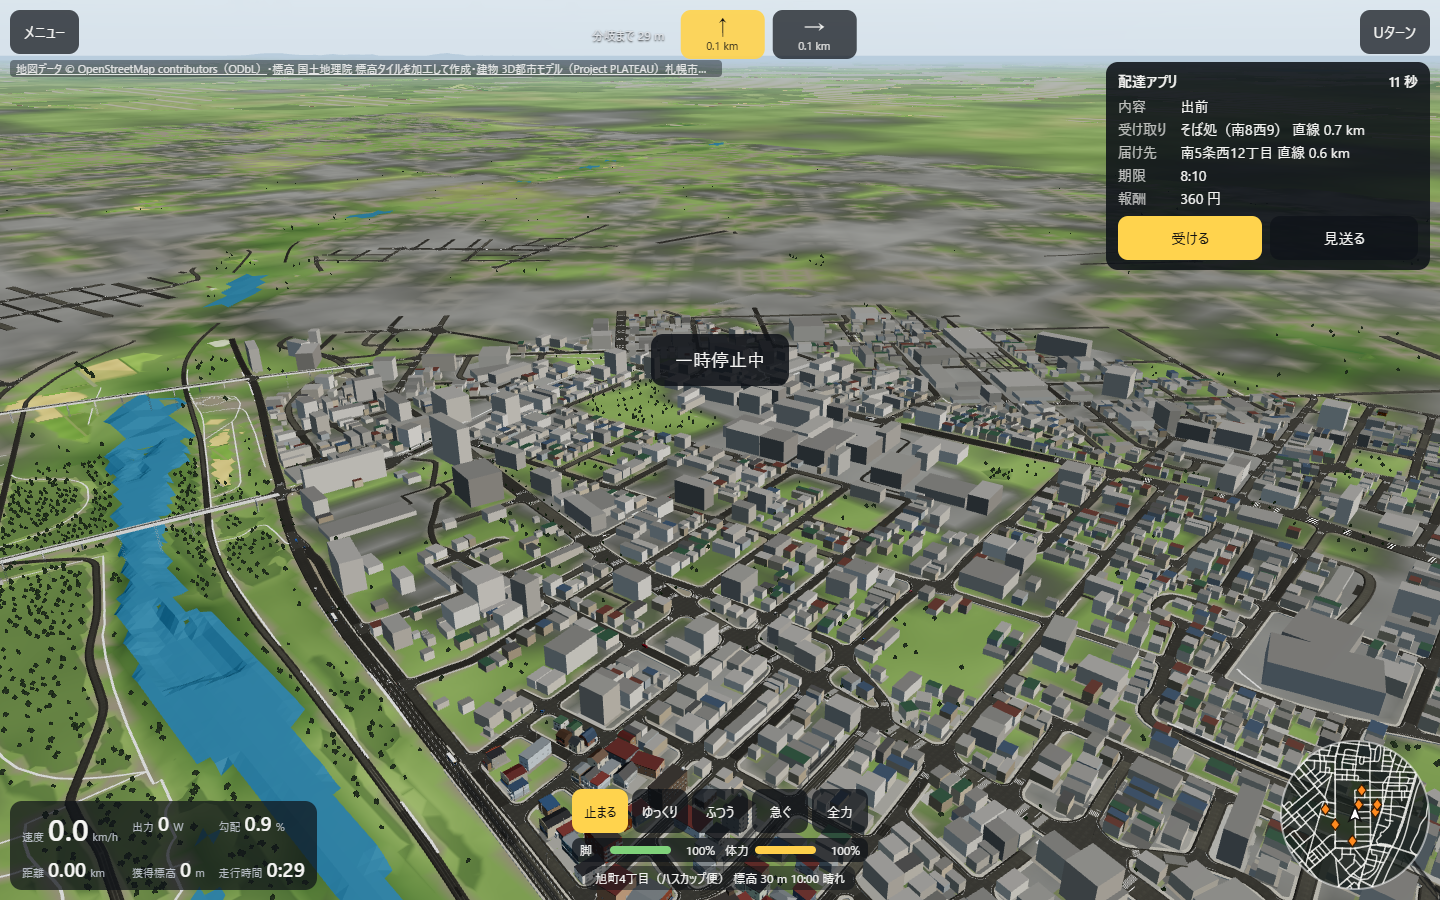 メニュー
分岐まで 29 m
↑
0.1 km
→
0.1 km
Uターン
地図データ © OpenStreetMap contributors（ODbL）・標高 国土地理院 標高タイルを加工して作成・建物 3D都市モデル（Project PLATEAU）札幌市...
配達アプリ 11 秒
内容 出前
受け取り そば処（南8西9） 直線 0.7 km
届け先 南5条西12丁目 直線 0.6 km
期限 8:10
報酬 360 円
受ける 見送る
一時停止中
止まる ゆっくり ふつう 急ぐ 全力
脚 100% 体力 100%
旭町4丁目（ハスカップ便） 標高 30 m 10:00 晴れ
速度 0.0 km/h 出力 0 W 勾配 0.9 %
距離 0.00 km 獲得標高 0 m 走行時間 0:29